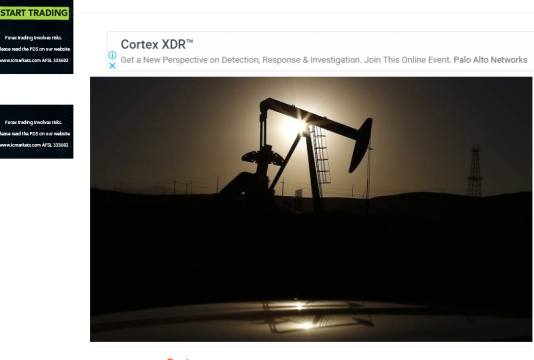 START TRADING
Forex trading involves risks.
Please read the PDS on our website
www.icmarkets.com AFSL 335692
Forex trading involves risks.
Please read the PDS on our website
www.icmarkets.com AFSL 335692
Cortex XDR™
Get a New Perspective on Detection, Response & Investigation. Join This Online Event. Palo Alto Networks